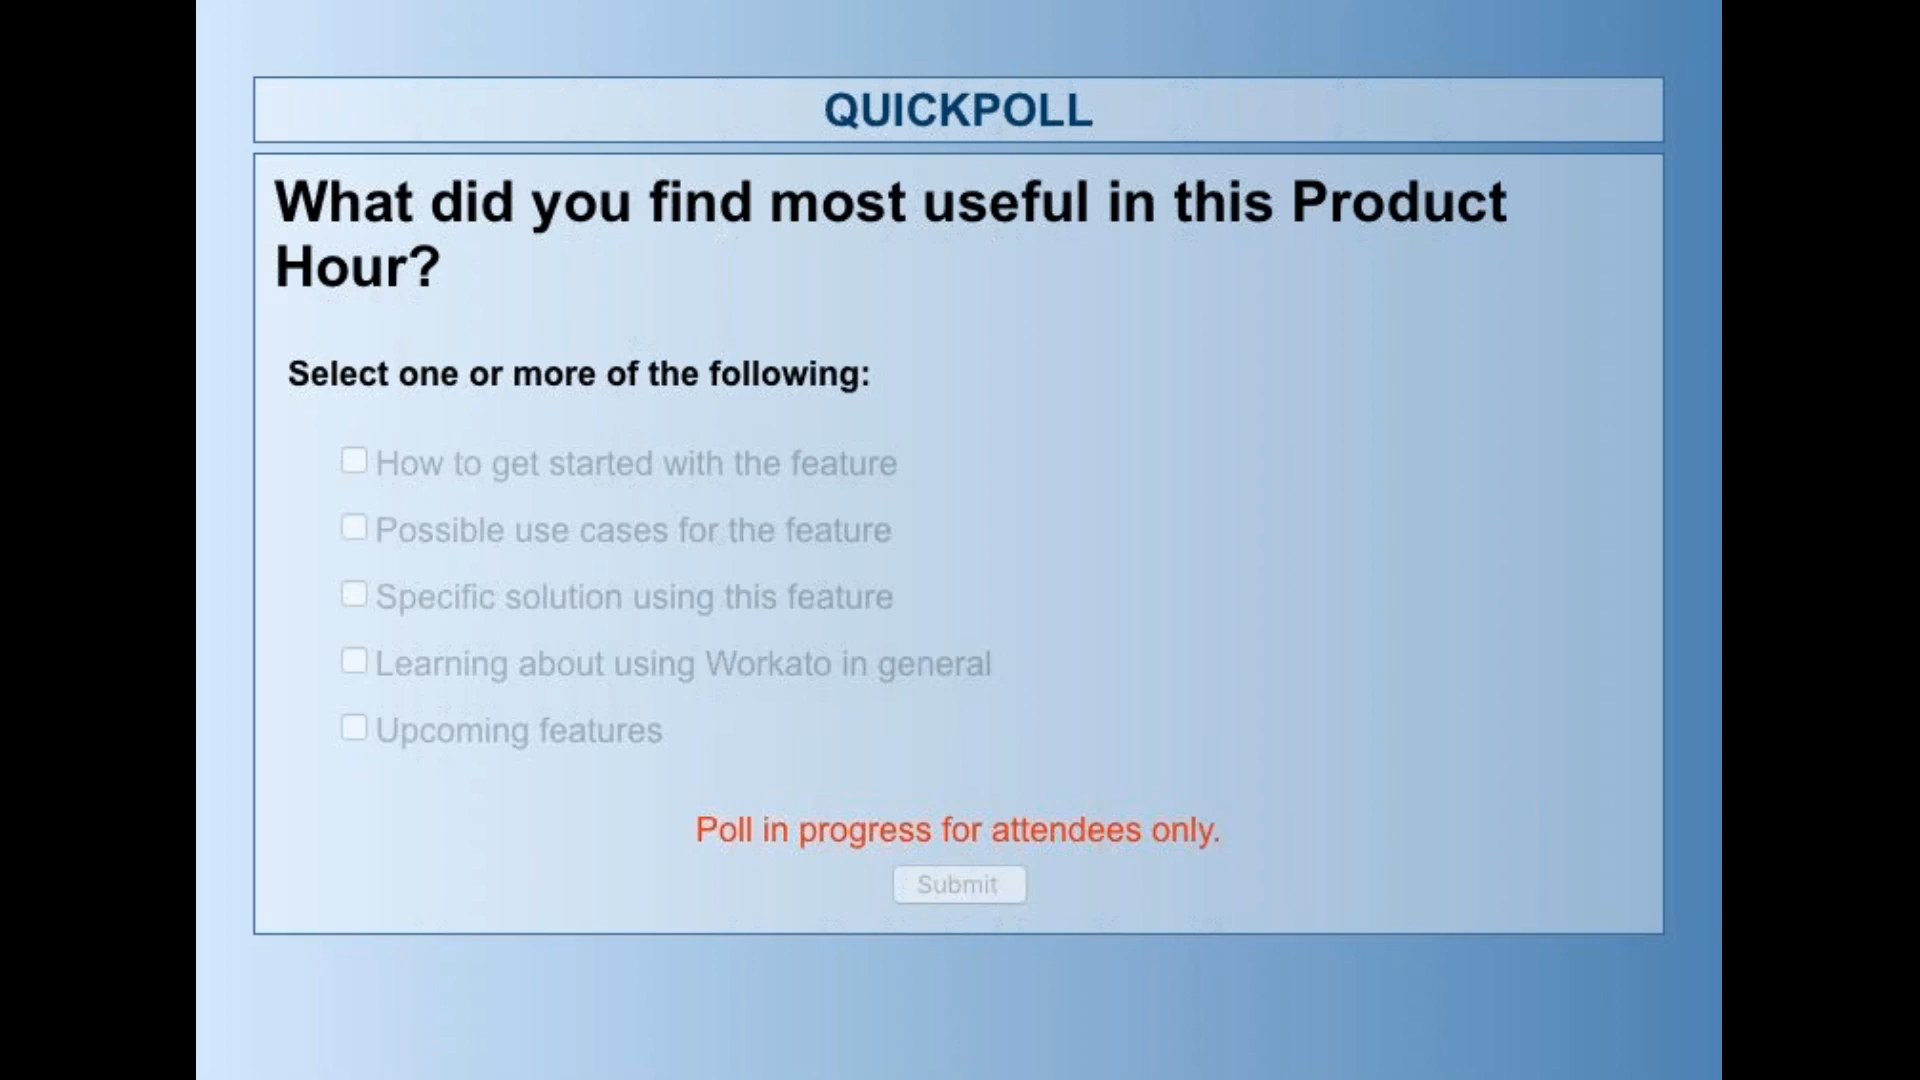 QUICKPOLL
What did you find most useful in this Product
Hour?
Select one or more of the following:
How to get started with the feature
Possible use cases for the feature
Specific solution using this feature
Learning about using Workato in general
Upcoming features
Poll in progress for attendees only.
Submit